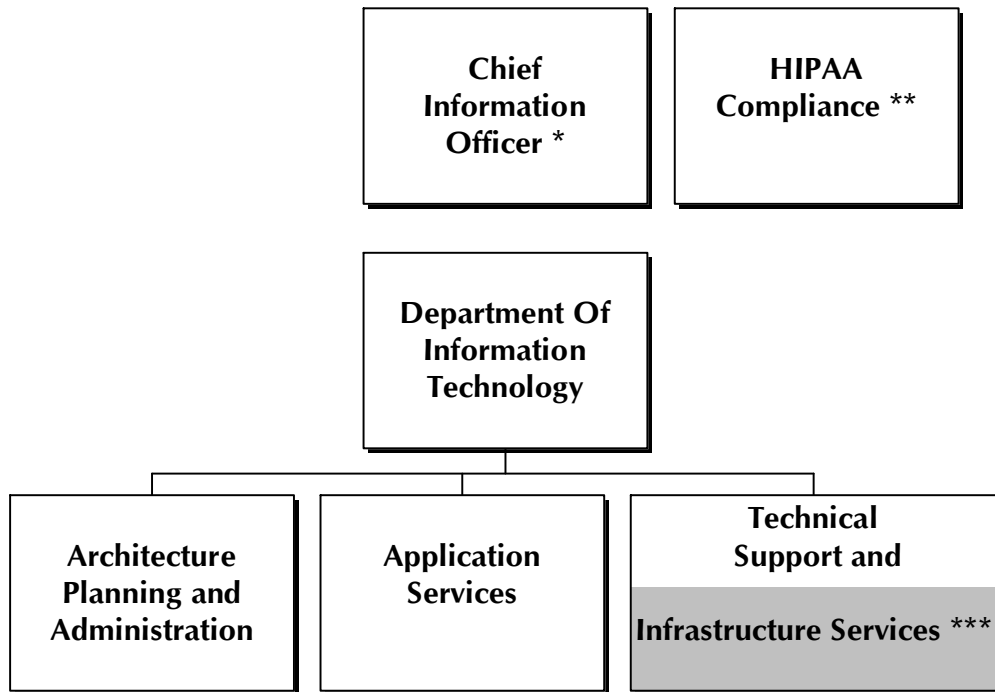 Chief
Information
Officer *
HIPAA
Compliance **
Department Of
Information
Technology
Architecture
Planning and
Administration
Application
Services
Technical
Support and
Infrastructure Services ***